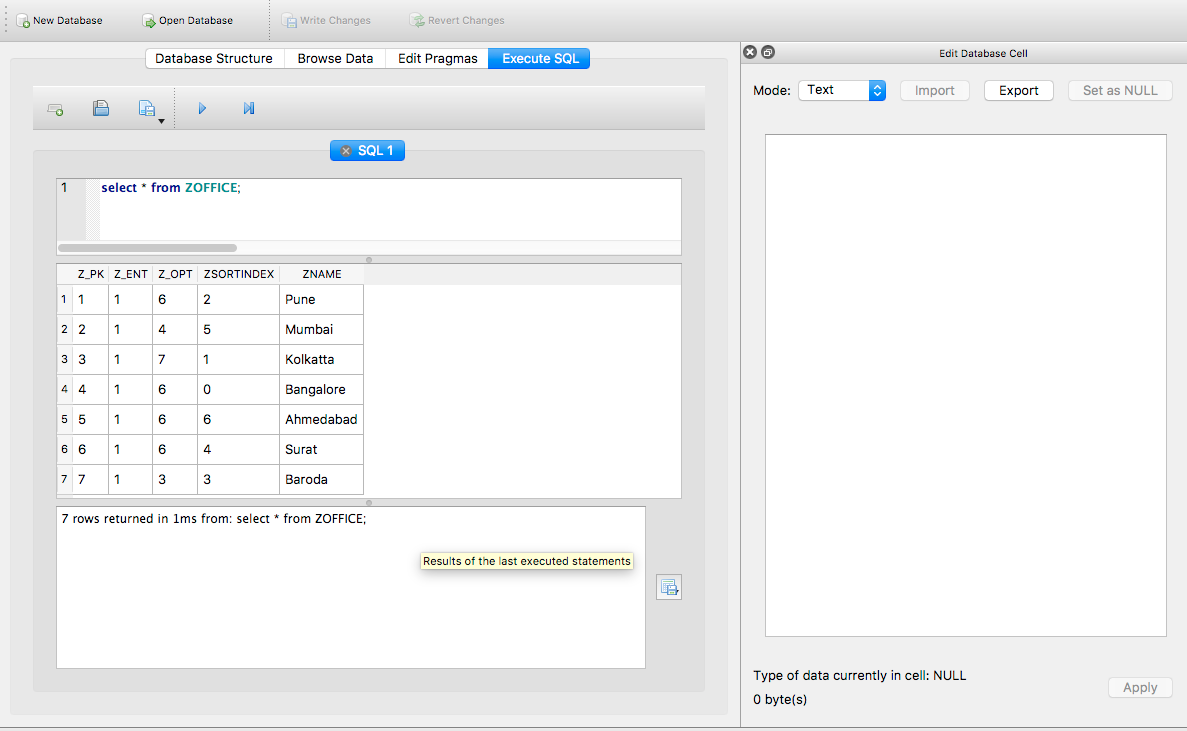 New Database Open Database Write Changes Revert Changes
Database Structure Browse Data Edit Pragmas Execute SQL
SQL 1
1 select * from ZOFFICE;
Z_PK Z_ENT Z_OPT ZSORTINDEX ZNAME
1 1 1 6 2 Pune
2 2 1 4 5 Mumbai
3 3 1 7 1 Kolkatta
4 4 1 6 0 Bangalore
5 5 1 6 6 Ahmedabad
6 6 1 6 4 Surat
7 7 1 3 3 Baroda
7 rows returned in 1ms from: select * from ZOFFICE;
Results of the last executed statements
Edit Database Cell
Mode: Text Import Export Set as NULL
Type of data currently in cell: NULL
0 byte(s)
Apply